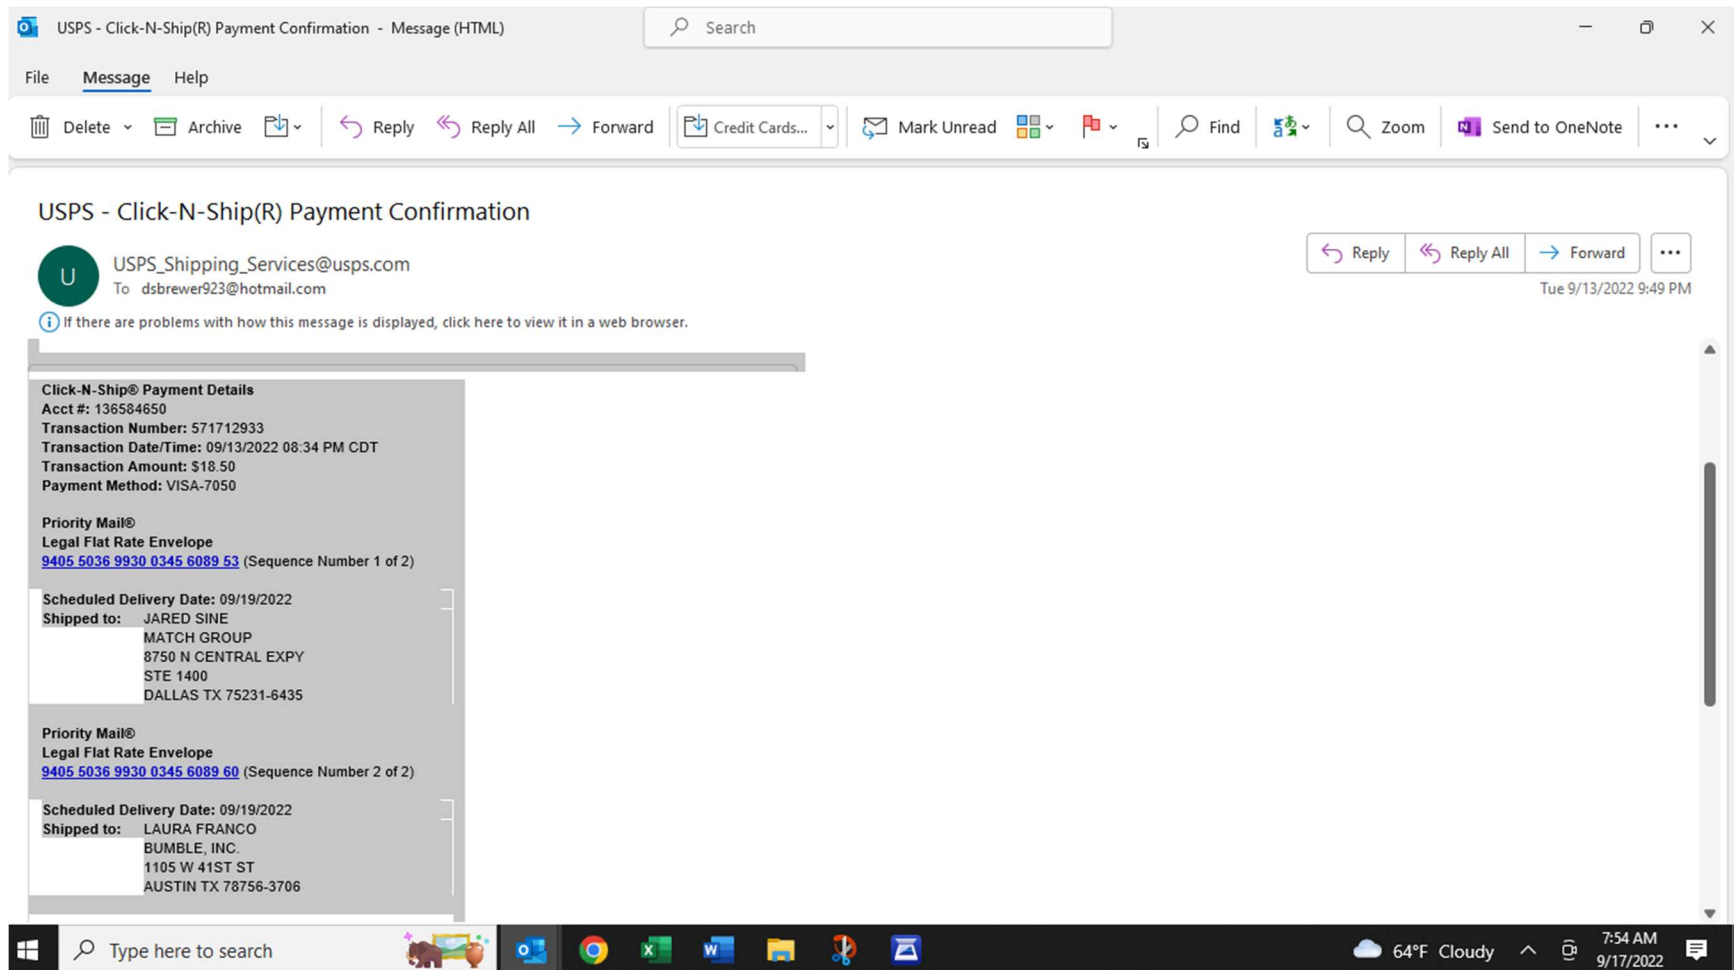 USPS - Click-N-Ship(R) Payment Confirmation - Message (HTML)
Search
File Message Help
Delete Archive Reply Reply All Forward Credit Cards... Mark Unread Find Zoom Send to OneNote ...
USPS - Click-N-Ship(R) Payment Confirmation
U
USPS_Shipping_Services@usps.com
To dsbrewer923@hotmail.com
Reply Reply All Forward ...
Tue 9/13/2022 9:49 PM
If there are problems with how this message is displayed, click here to view it in a web browser.
Click-N-Ship® Payment Details
Acct #: 136584650
Transaction Number: 571712933
Transaction Date/Time: 09/13/2022 08:34 PM CDT
Transaction Amount: $18.50
Payment Method: VISA-7050
Priority Mail®
Legal Flat Rate Envelope
9405 5036 9930 0345 6089 53 (Sequence Number 1 of 2)
Scheduled Delivery Date: 09/19/2022
Shipped to: JARED SINE
MATCH GROUP
8750 N CENTRAL EXPY
STE 1400
DALLAS TX 75231-6435
Priority Mail®
Legal Flat Rate Envelope
9405 5036 9930 0345 6089 60 (Sequence Number 2 of 2)
Scheduled Delivery Date: 09/19/2022
Shipped to: LAURA FRANCO
BUMBLE, INC.
1105 W 41ST ST
AUSTIN TX 78756-3706
Type here to search
64°F Cloudy
7:54 AM
9/17/2022